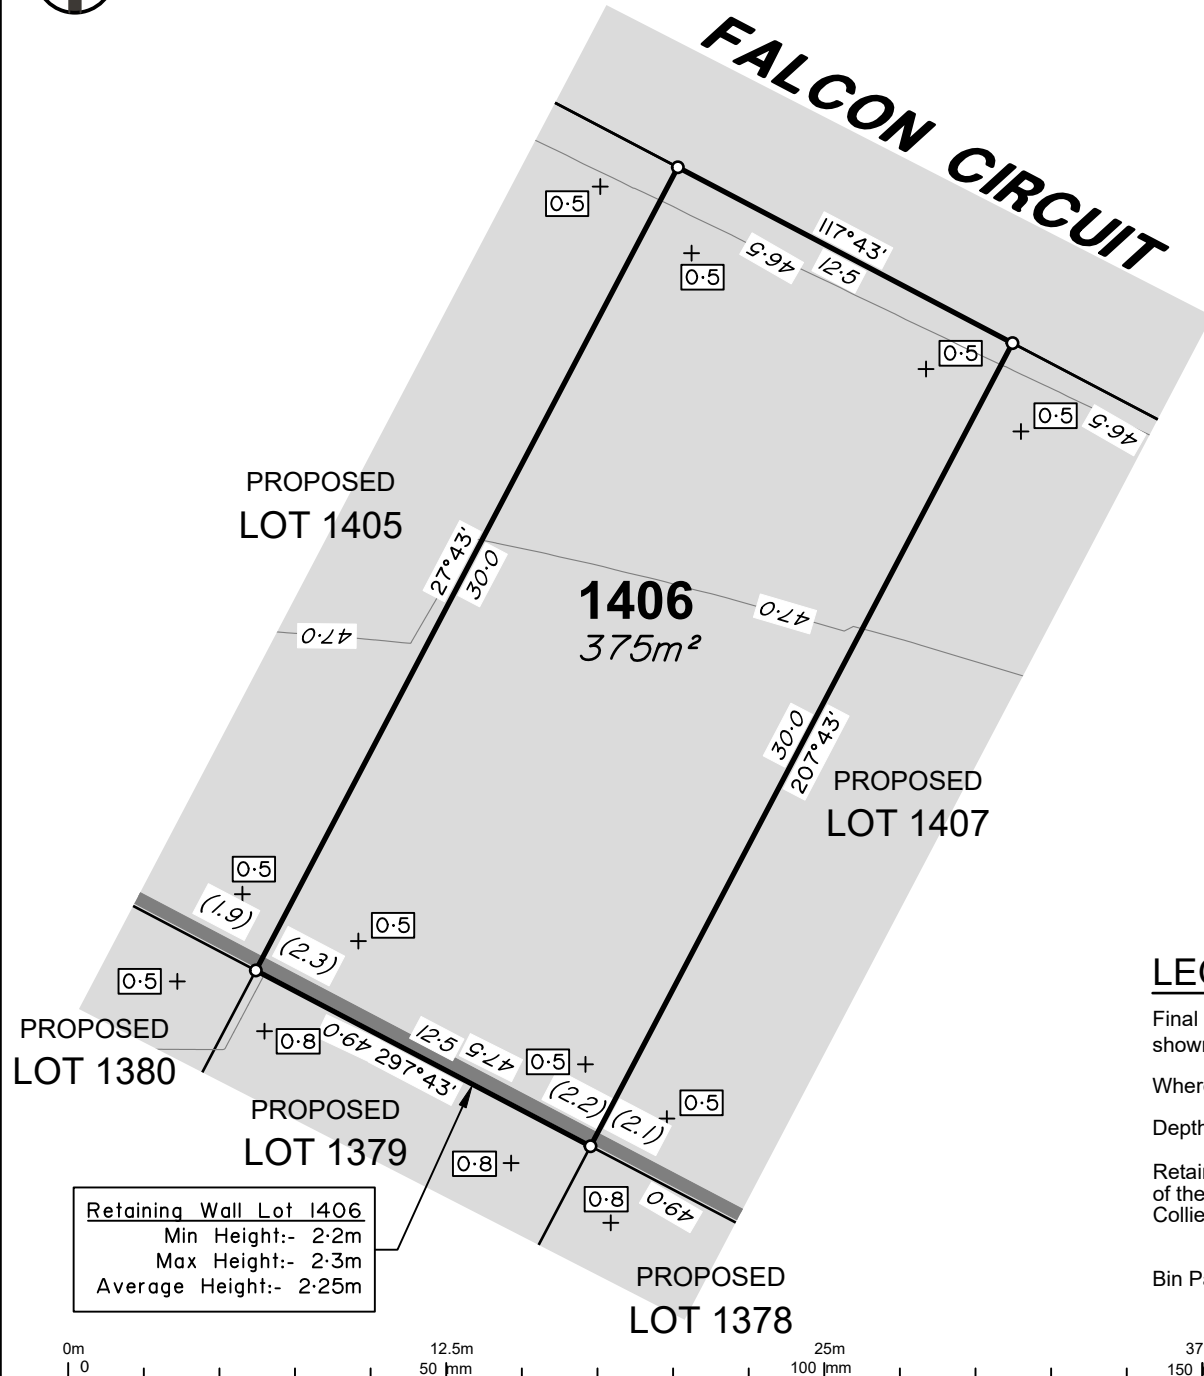 FALCON CIRCUIT
0·5
117°43'
46·5
12·5
0·5
0·5
0·5
46·5
PROPOSED
LOT 1405
27°43'
30·0
1406
375m²
47·0
47·0
30·0
207°43'
PROPOSED
LOT 1407
0·5
(1.9)
0·5
(2.3)
0·5
PROPOSED
LOT 1380
0·8
49·0
297°43'
12·5
47·5
0·5
(2.2)
(2.1)
0·5
PROPOSED
LOT 1379
0·8
0·8
49·0
Retaining Wall Lot 1406
Min Height:- 2·2m
Max Height:- 2·3m
Average Height:- 2·25m
PROPOSED
LOT 1378
Final
Where
Depth
of the
0m
12.5m
25m
0
50 mm
100 mm
150